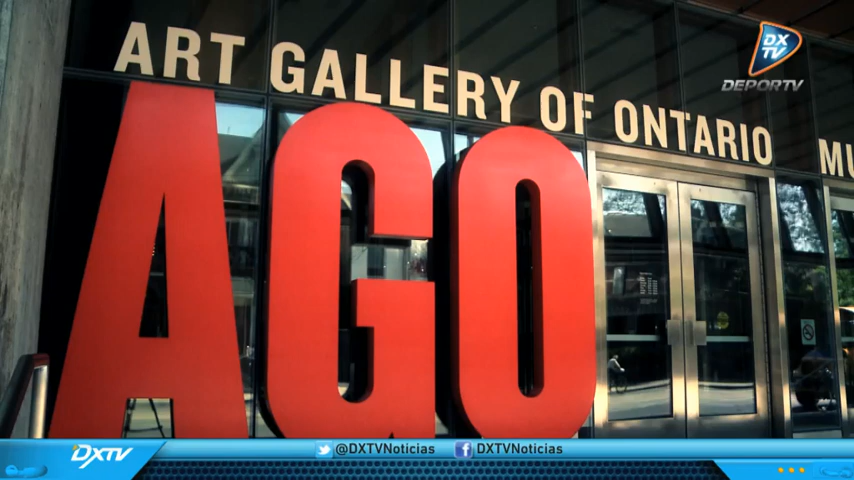 ART GALLERY OF ONTARIO
MU
AGO
DXTV
DEPORTV
DXTV
@DXTVNoticias
DXTVNoticias